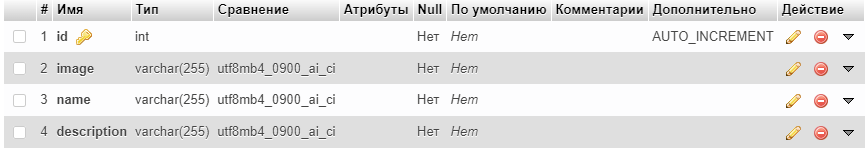 # Имя Тип Сравнение Атрибуты Null По умолчанию Комментарии Дополнительно Действие
1 id int Нет Нет AUTO_INCREMENT
2 image varchar(255) utf8mb4_0900_ai_ci Нет Нет
3 name varchar(255) utf8mb4_0900_ai_ci Нет Нет
4 description varchar(255) utf8mb4_0900_ai_ci Нет Нет